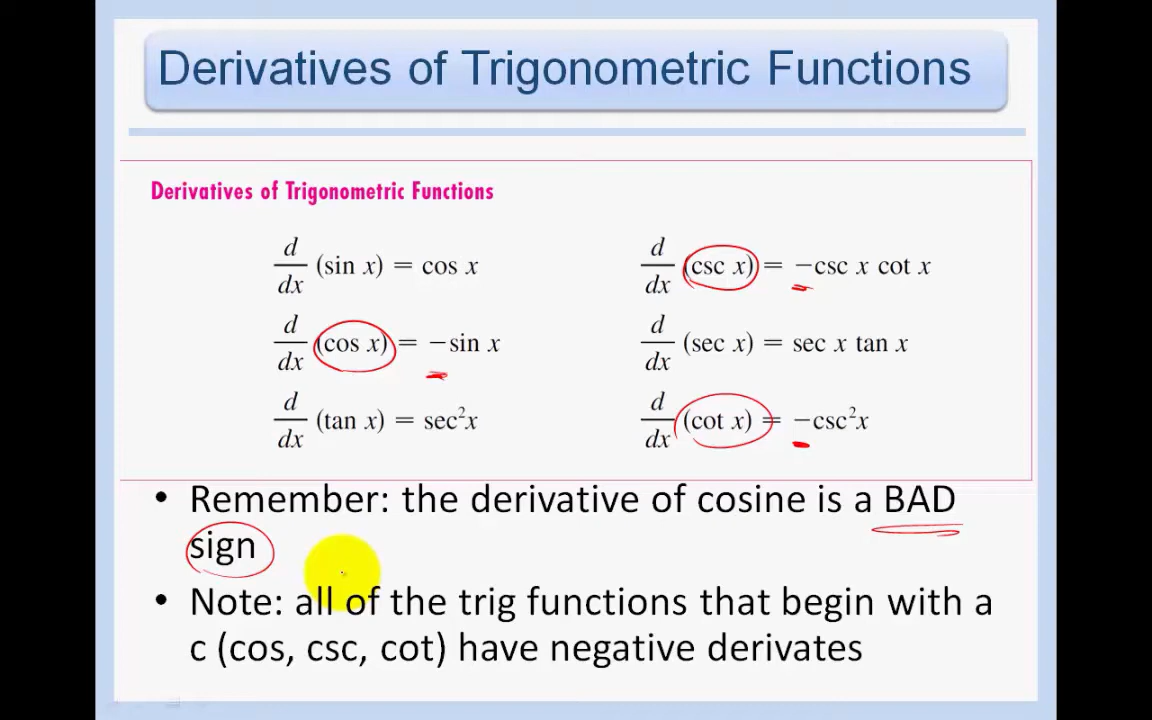 Derivatives of Trigonometric Functions
Derivatives of Trigonometric Functions
d/dx (sin x) = cos x
d/dx (csc x) = −csc x cot x
d/dx (cos x) = −sin x
d/dx (sec x) = sec x tan x
d/dx (tan x) = sec²x
d/dx (cot x) = −csc²x
• Remember: the derivative of cosine is a BAD
sign
• Note: all of the trig functions that begin with a
c (cos, csc, cot) have negative derivates